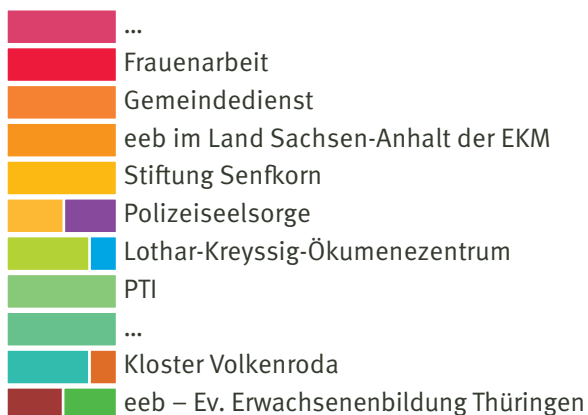 ...
Frauenarbeit
Gemeindedienst
eeb im Land Sachsen-Anhalt der EKM
Stiftung Senfkorn
Polizeiseelsorge
Lothar-Kreyssig-Ökumenezentrum
PTI
...
Kloster Volkenroda
eeb – Ev. Erwachsenenbildung Thüringen